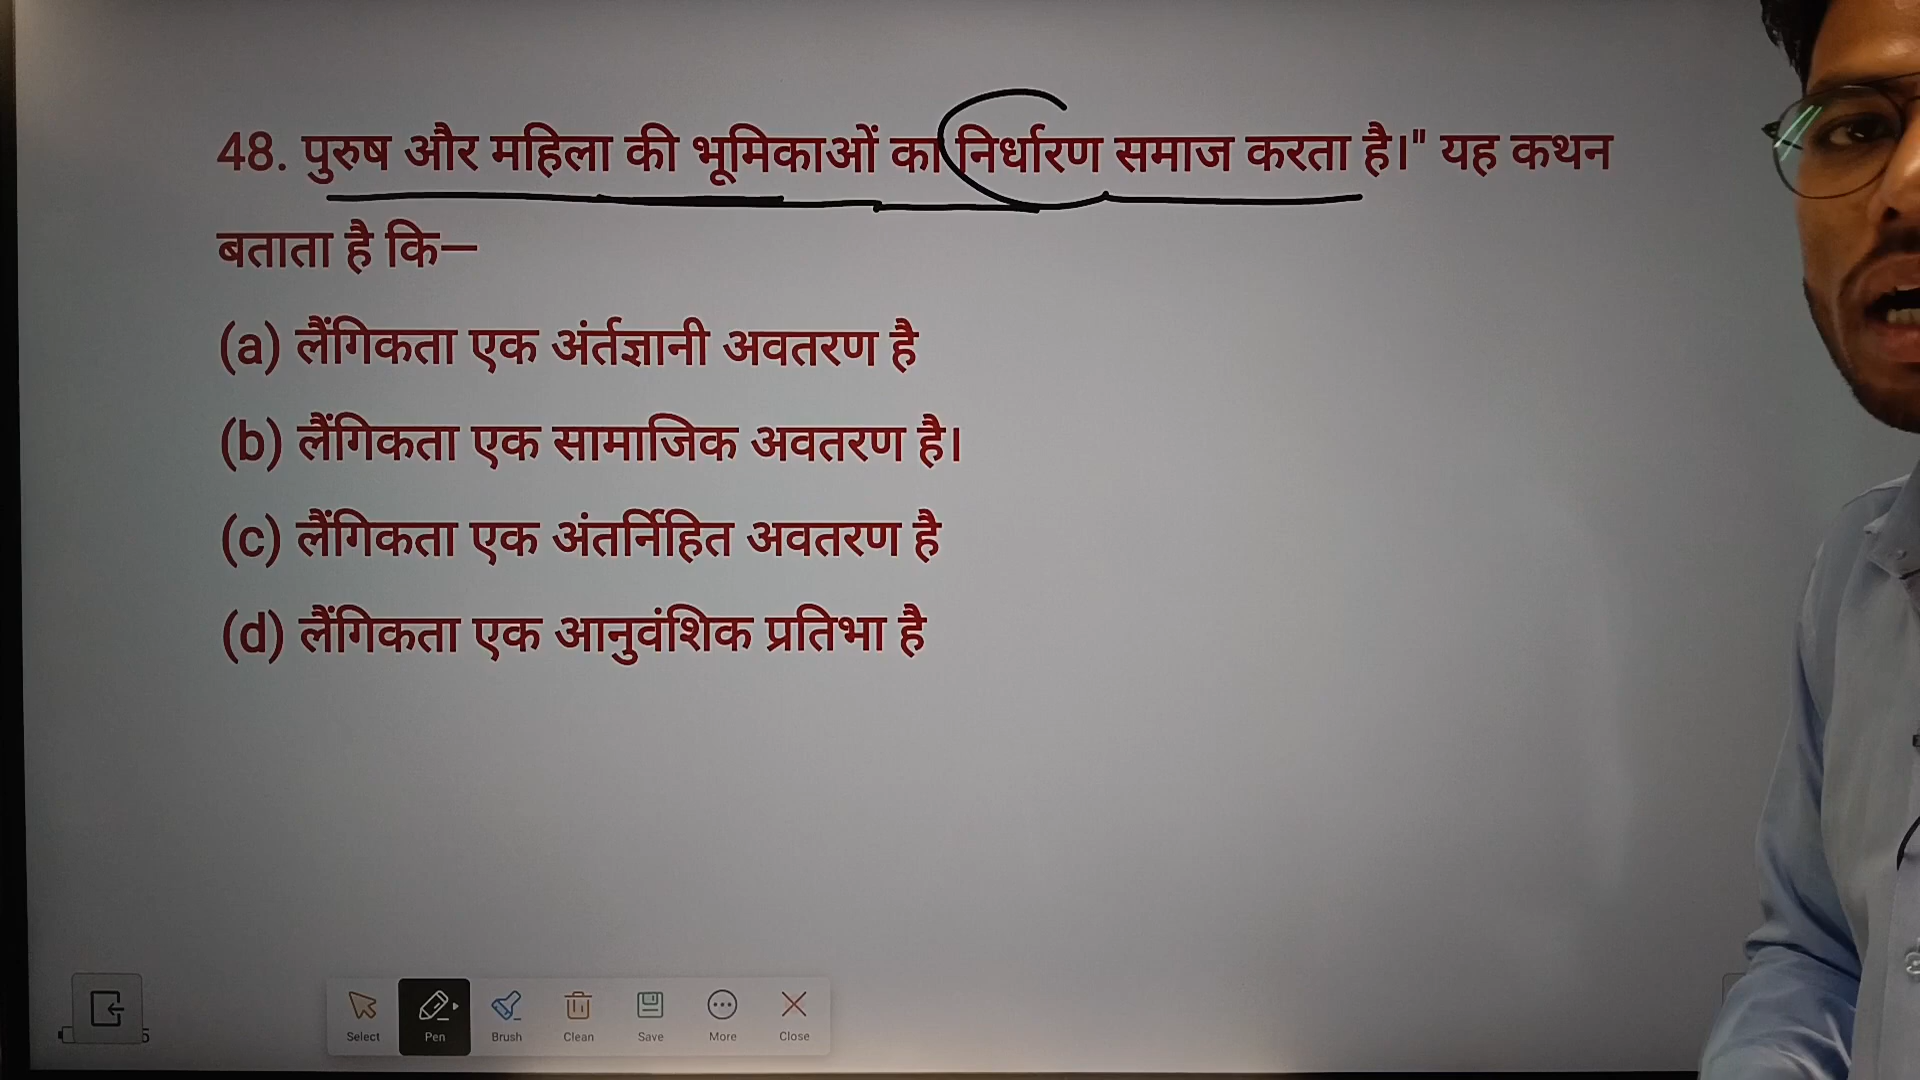 48. पुरुष और महिला की भूमिकाओं का निर्धारण समाज करता है।" यह कथन
बताता है कि—
(a) लैंगिकता एक अंर्तज्ञानी अवतरण है
(b) लैंगिकता एक सामाजिक अवतरण है।
(c) लैंगिकता एक अंतर्निहित अवतरण है
(d) लैंगिकता एक आनुवंशिक प्रतिभा है
5
Select Pen Brush Clean Save More Close